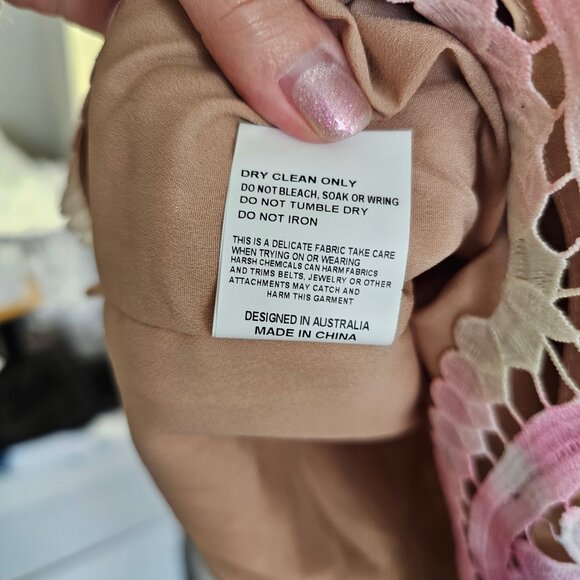 DRY CLEAN ONLY
DO NOT BLEACH, SOAK OR WRING
DO NOT TUMBLE DRY
DO NOT IRON
THIS IS A DELICATE FABRIC TAKE CARE
WHEN TRYING ON OR WEARING
HARSH CHEMICALS CAN HARM FABRICS
AND TRIMS BELTS, JEWELRY OR OTHER
ATTACHMENTS MAY CATCH AND
HARM THIS GARMENT
DESIGNED IN AUSTRALIA
MADE IN CHINA